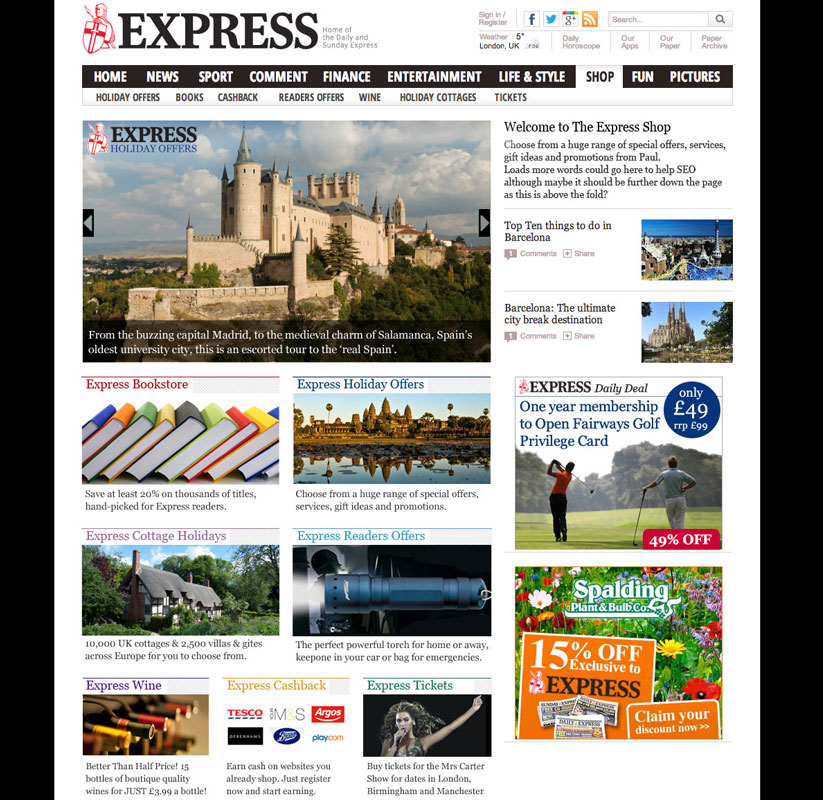 EXPRESS
Home of
the Daily and
Sunday Express
Sign in /
Register
Search...
Weather 5°
London, UK FOG
Daily
Horoscope
Our
Apps
Our
Paper
Paper
Archive
HOME NEWS SPORT COMMENT FINANCE ENTERTAINMENT LIFE & STYLE SHOP FUN PICTURES
HOLIDAY OFFERS BOOKS CASHBACK READERS OFFERS WINE HOLIDAY COTTAGES TICKETS
EXPRESS
HOLIDAY OFFERS
From the buzzing capital Madrid, to the medieval charm of Salamanca, Spain's
oldest university city, this is an escorted tour to the 'real Spain'.
Welcome to The Express Shop
Choose from a huge range of special offers, services,
gift ideas and promotions from Paul.
Loads more words could go here to help SEO
although maybe it should be further down the page
as this is above the fold?
Top Ten things to do in
Barcelona
1 Comments + Share
Barcelona: The ultimate
city break destination
1 Comments + Share
Express Bookstore
Save at least 20% on thousands of titles,
hand-picked for Express readers.
Express Holiday Offers
Choose from a huge range of special offers,
services, gift ideas and promotions.
EXPRESS Daily Deal
One year membership
to Open Fairways Golf
Privilege Card
only
£49
rrp £99
49% OFF
Express Cottage Holidays
10,000 UK cottages & 2,500 villas & gites
across Europe for you to choose from.
Express Readers Offers
The perfect powerful torch for home or away,
keepone in your car or bag for emergencies.
Spalding
Plant & Bulb Co.
15% OFF
Exclusive to
EXPRESS
Claim your
discount now >>
Express Wine
Better Than Half Price! 15
bottles of boutique quality
wines for JUST £3.99 a bottle!
Express Cashback
TESCO M&S Argos
DEBENHAMS Boots play.com
Earn cash on websites you
already shop. Just register
now and start earning.
Express Tickets
Buy tickets for the Mrs Carter
Show for dates in London,
Birmingham and Manchester